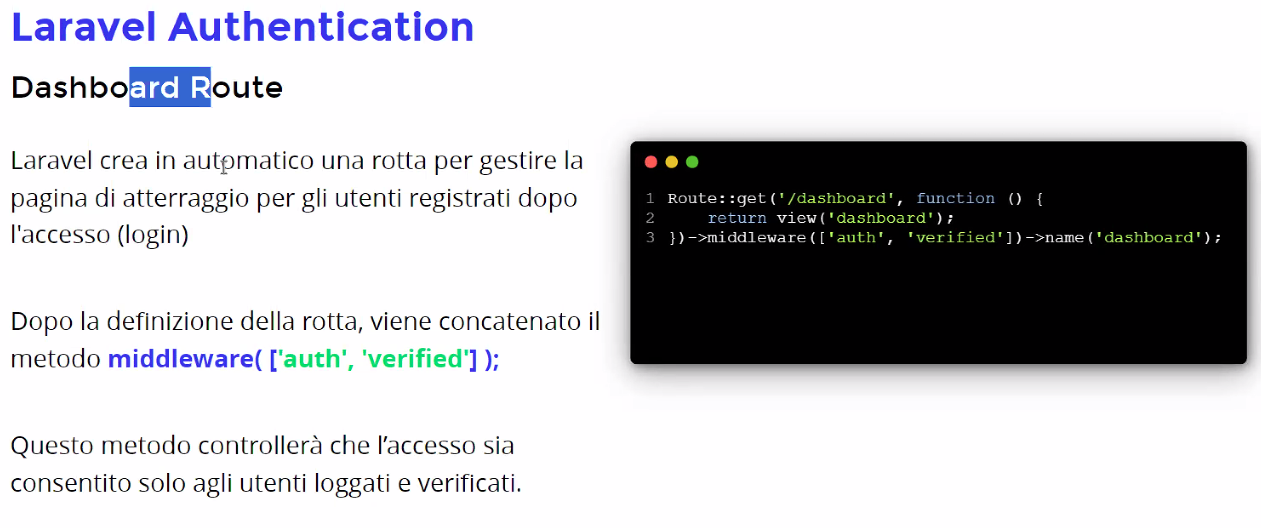 Laravel Authentication
Dashboard Route
Laravel crea in automatico una rotta per gestire la
pagina di atterraggio per gli utenti registrati dopo
l'accesso (login)
Dopo la definizione della rotta, viene concatenato il
metodo middleware( ['auth', 'verified'] );
Questo metodo controllerà che l’accesso sia
consentito solo agli utenti loggati e verificati.
1 Route::get('/dashboard', function () {
2     return view('dashboard');
3 })->middleware(['auth', 'verified'])->name('dashboard');